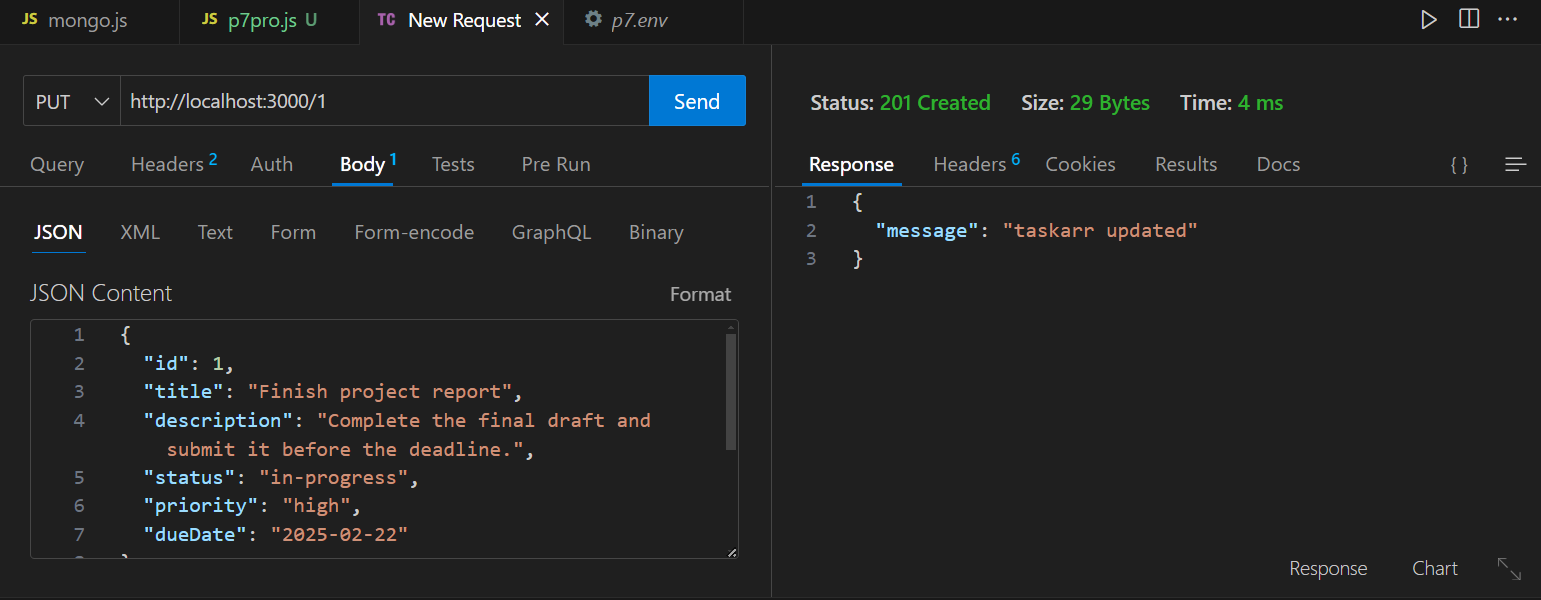 JS mongo.js JS p7pro.js U TC New Request p7.env
PUT http://localhost:3000/1 Send
Status: 201 Created Size: 29 Bytes Time: 4 ms
Query Headers 2 Auth Body 1 Tests Pre Run
Response Headers 6 Cookies Results Docs { }
JSON XML Text Form Form-encode GraphQL Binary
JSON Content Format
1 {
2 "id": 1,
3 "title": "Finish project report",
4 "description": "Complete the final draft and
submit it before the deadline.",
5 "status": "in-progress",
6 "priority": "high",
7 "dueDate": "2025-02-22"
1 {
2 "message": "taskarr updated"
3 }
Response Chart